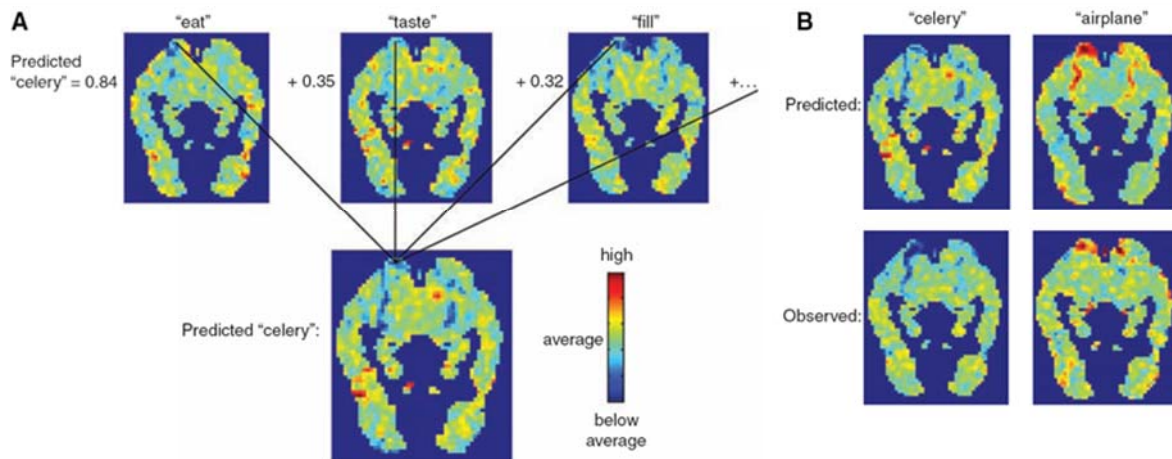 A
"eat"
"taste"
"fill"
Predicted
"celery" = 0.84
+ 0.35
+ 0.32
+...
Predicted "celery":
high
average
below
average
B
"celery"
"airplane"
Predicted:
Observed: